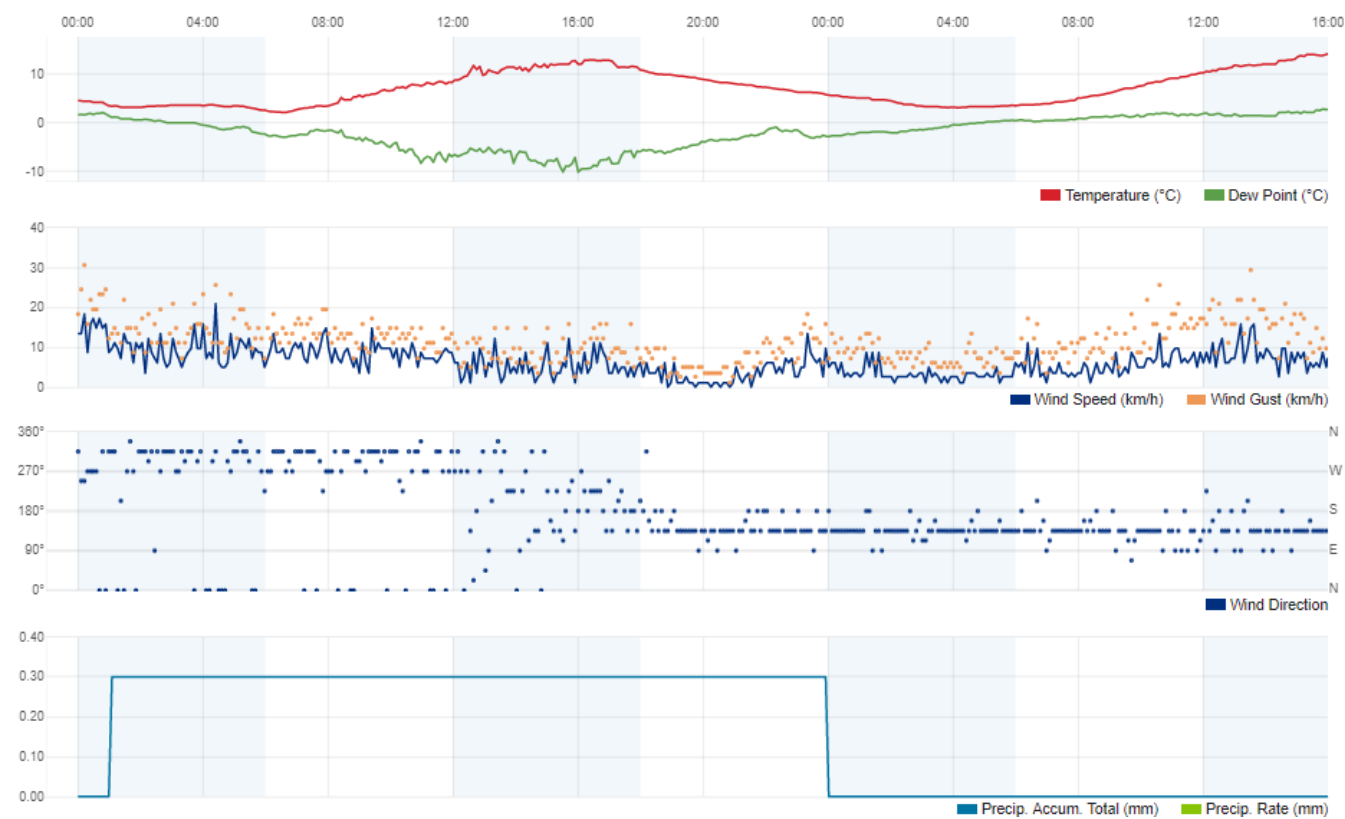 00:00 04:00 08:00 12:00 16:00 20:00 00:00 04:00 08:00 12:00 16:00
10
0
-10
Temperature (°C) Dew Point (°C)
40
30
20
10
0
Wind Speed (km/h) Wind Gust (km/h)
360° N
270° W
180° S
90° E
0° N
Wind Direction
0.40
0.30
0.20
0.10
0.00
Precip. Accum. Total (mm) Precip. Rate (mm)